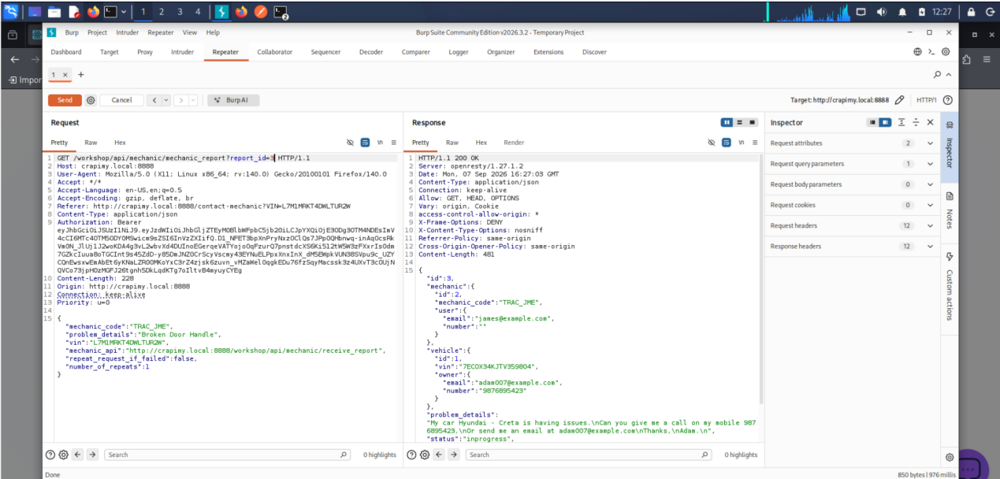 1 2 3 4
2
12:27
Burp Project Intruder Repeater View Help
Burp Suite Community Edition v2026.3.2 - Temporary Project
Dashboard Target Proxy Intruder Repeater Collaborator Sequencer Decoder Comparer Logger Organizer Extensions Discover
Impor
1 × +
Send Cancel Burp AI
Target: http://crapimy.local:8888 HTTP/1
Request
Pretty Raw Hex
1 GET /workshop/api/mechanic/mechanic_report?report_id=3 HTTP/1.1
2 Host: crapimy.local:8888
3 User-Agent: Mozilla/5.0 (X11; Linux x86_64; rv:140.0) Gecko/20100101 Firefox/140.0
4 Accept: */*
5 Accept-Language: en-US,en;q=0.5
6 Accept-Encoding: gzip, deflate, br
7 Referer: http://crapimy.local:8888/contact-mechanic?VIN=L7M1MRKT4DWLTUR2W
8 Content-Type: application/json
9 Authorization: Bearer
10 Content-Length: 228
11 Origin: http://crapimy.local:8888
12 Connection: keep-alive
13 Priority: u=0
14
15 {
"mechanic_code":"TRAC_JME",
"problem_details":"Broken Door Handle",
"vin":"L7M1MRKT4DWLTUR2W",
"mechanic_api":"http://crapimy.local:8888/workshop/api/mechanic/receive_report",
"repeat_request_if_failed":false,
"number_of_repeats":1
}
Search
0 highlights
Response
Pretty Raw Hex Render
1 HTTP/1.1 200 OK
2 Server: openresty/1.27.1.2
3 Date: Mon, 07 Sep 2026 16:27:03 GMT
4 Content-Type: application/json
5 Connection: keep-alive
6 Allow: GET, HEAD, OPTIONS
7 Vary: origin, Cookie
8 access-control-allow-origin: *
9 X-Frame-Options: DENY
10 X-Content-Type-Options: nosniff
11 Referrer-Policy: same-origin
12 Cross-Origin-Opener-Policy: same-origin
13 Content-Length: 481
14
15 {
"id":3,
"mechanic":{
"id":2,
"mechanic_code":"TRAC_JME",
"user":{
"email":"james@example.com",
"number":""
}
},
"vehicle":{
"id":1,
"vin":"7ECOX34KJTV359804",
"owner":{
"email":"adam007@example.com",
"number":"9876895423"
}
},
"problem_details":
"My car Hyundai - Creta is having issues.\nCan you give me a call on my mobile 987
6895423,\nOr send me an email at adam007@example.com\nThanks,\nAdam.\n",
"status":"inprogress",
Search
0 highlights
Inspector
Request attributes 2
Request query parameters 1
Request body parameters 0
Request cookies 0
Request headers 12
Response headers 12
Inspector
Notes
Custom actions
Done
850 bytes | 976 millis